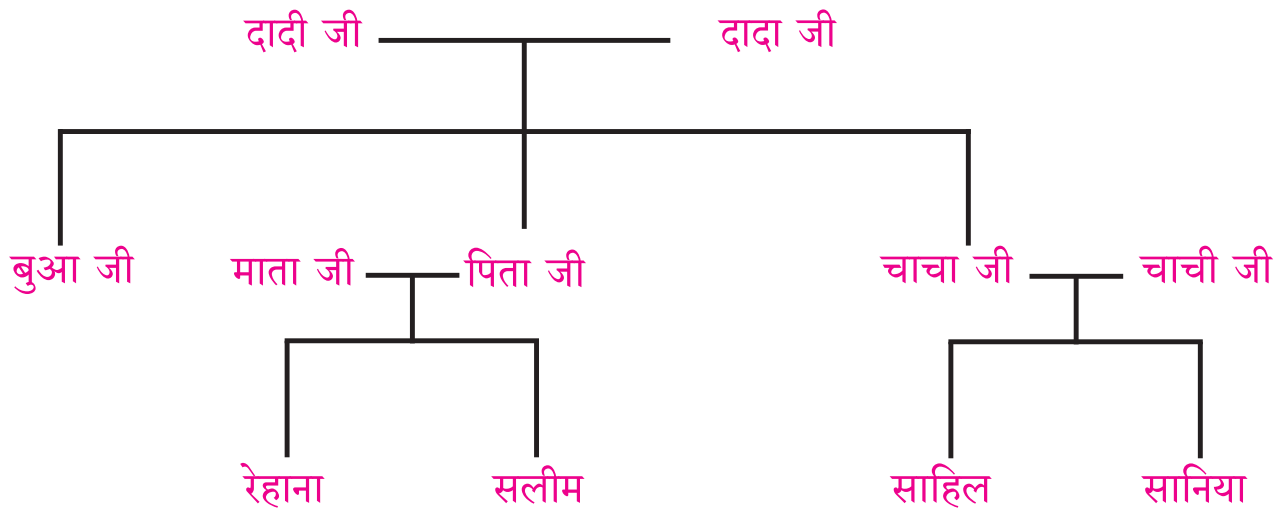 दादी जी दादा जी
बुआ जी माता जी पिता जी चाचा जी चाची जी
रेहाना सलीम साहिल सानिया